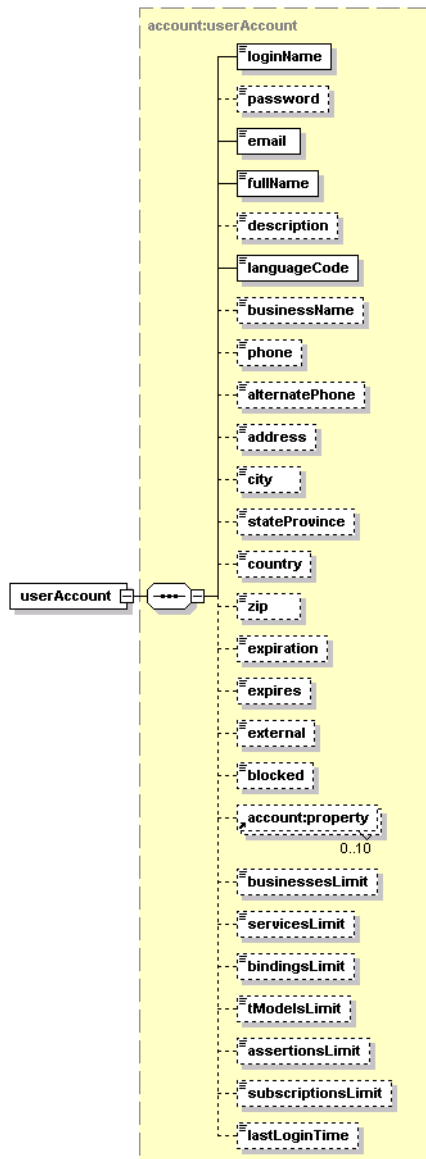 account:userAccount
loginName
password
email
fullName
description
languageCode
businessName
phone
alternatePhone
address
city
stateProvince
country
userAccount
zip
expiration
expires
external
blocked
account:property
0..10
businessesLimit
servicesLimit
bindingsLimit
tModelsLimit
assertionsLimit
subscriptionsLimit
lastLoginTime